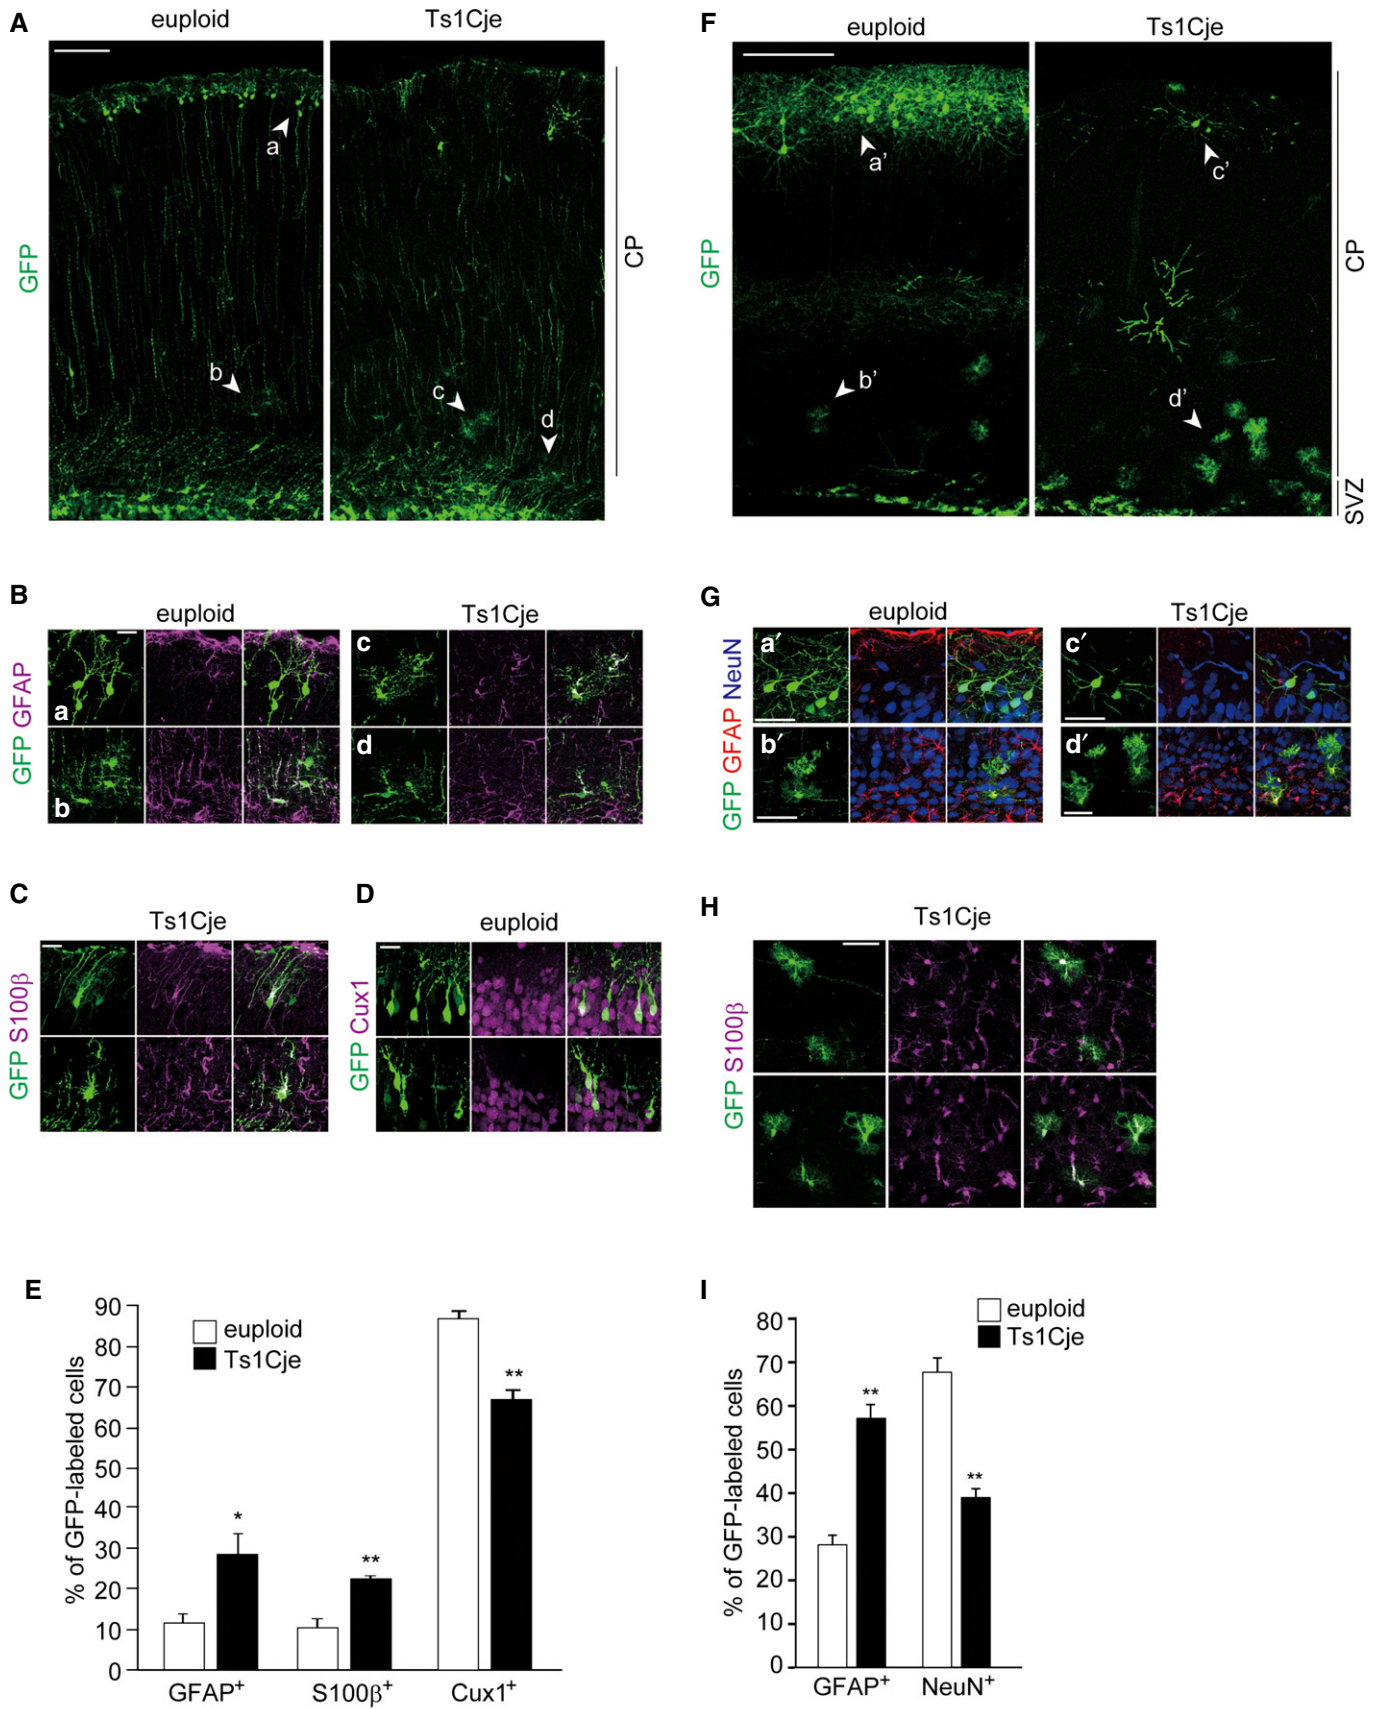 A
euploid
Ts1Cje
GFP
a
b
c
d
CP
F
euploid
Ts1Cje
GFP
a’
b’
c’
d’
CP
SVZ
B
euploid
Ts1Cje
GFP GFAP
a
b
c
d
G
euploid
Ts1Cje
GFP GFAP NeuN
a′
b′
c′
d′
C
Ts1Cje
GFP S100β
D
euploid
GFP Cux1
H
Ts1Cje
GFP S100β
E
% of GFP-labeled cells
90
80
70
60
50
40
30
20
10
0
euploid
Ts1Cje
*
**
**
GFAP+
S100β+
Cux1+
I
% of GFP-labeled cells
80
70
60
50
40
30
20
10
0
euploid
Ts1Cje
**
**
GFAP+
NeuN+